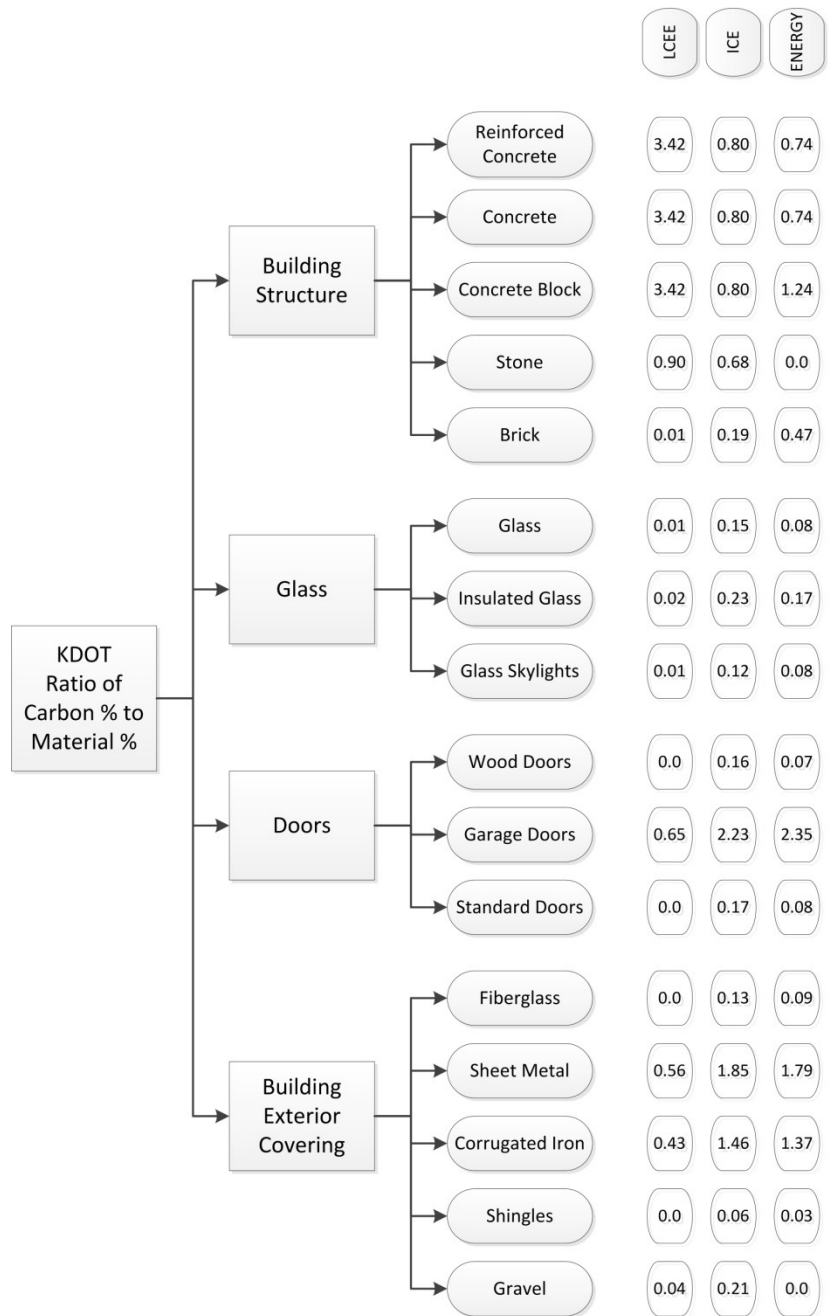 LCEE ICE ENERGY
Reinforced
Concrete
3.42 0.80 0.74
Concrete 3.42 0.80 0.74
Building
Structure
Concrete Block 3.42 0.80 1.24
Stone 0.90 0.68 0.0
Brick 0.01 0.19 0.47
Glass 0.01 0.15 0.08
Glass
Insulated Glass 0.02 0.23 0.17
Glass Skylights 0.01 0.12 0.08
KDOT
Ratio of
Carbon % to
Material %
Wood Doors 0.0 0.16 0.07
Doors
Garage Doors 0.65 2.23 2.35
Standard Doors 0.0 0.17 0.08
Fiberglass 0.0 0.13 0.09
Sheet Metal 0.56 1.85 1.79
Building
Exterior
Covering
Corrugated Iron 0.43 1.46 1.37
Shingles 0.0 0.06 0.03
Gravel 0.04 0.21 0.0